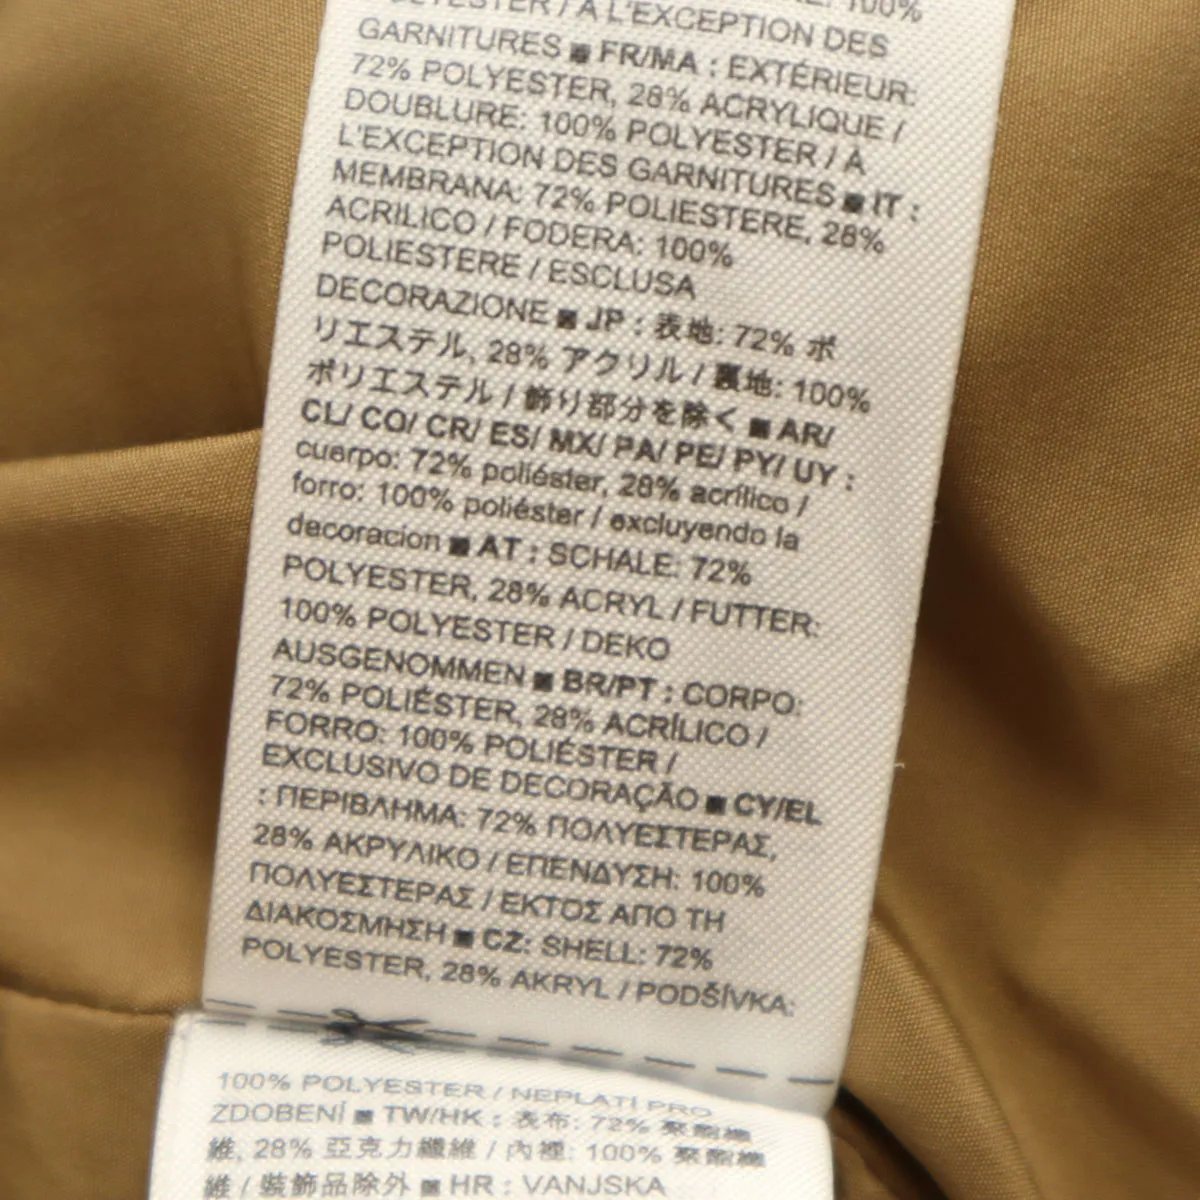 100%
POLYESTER / À L'EXCEPTION DES
GARNITURES ■ FR/MA : EXTÉRIEUR:
72% POLYESTER, 28% ACRYLIQUE /
DOUBLURE: 100% POLYESTER / À
L'EXCEPTION DES GARNITURES ■ IT :
MEMBRANA: 72% POLIESTERE, 28%
ACRILICO / FODERA: 100%
POLIESTERE / ESCLUSA
DECORAZIONE ■ JP : 表地: 72% ポ
リエステル, 28% アクリル / 裏地: 100%
ポリエステル / 飾り部分を除く ■ AR/
CL/ CO/ CR/ ES/ MX/ PA/ PE/ PY/ UY :
cuerpo: 72% poliéster, 28% acrílico /
forro: 100% poliéster / excluyendo la
decoracion ■ AT : SCHALE: 72%
POLYESTER, 28% ACRYL / FUTTER:
100% POLYESTER / DEKO
AUSGENOMMEN ■ BR/PT : CORPO:
72% POLIÉSTER, 28% ACRÍLICO /
FORRO: 100% POLIÉSTER /
EXCLUSIVO DE DECORAÇÃO ■ CY/EL
: ΠΕΡΙΒΛΗΜΑ: 72% ΠΟΛΥΕΣΤΕΡΑΣ,
28% ΑΚΡΥΛΙΚΟ / ΕΠΕΝΔΥΣΗ: 100%
ΠΟΛΥΕΣΤΕΡΑΣ / ΕΚΤΟΣ ΑΠΟ ΤΗ
ΔΙΑΚΟΣΜΗΣΗ ■ CZ: SHELL: 72%
POLYESTER, 28% AKRYL / PODŠÍVKA:
100% POLYESTER / NEPLATÍ PRO
ZDOBENÍ ■ TW/HK : 表布: 72% 聚酯纖
維, 28% 亞克力纖維 / 內裡: 100% 聚酯纖
維 / 裝飾品除外 ■ HR : VANJSKA